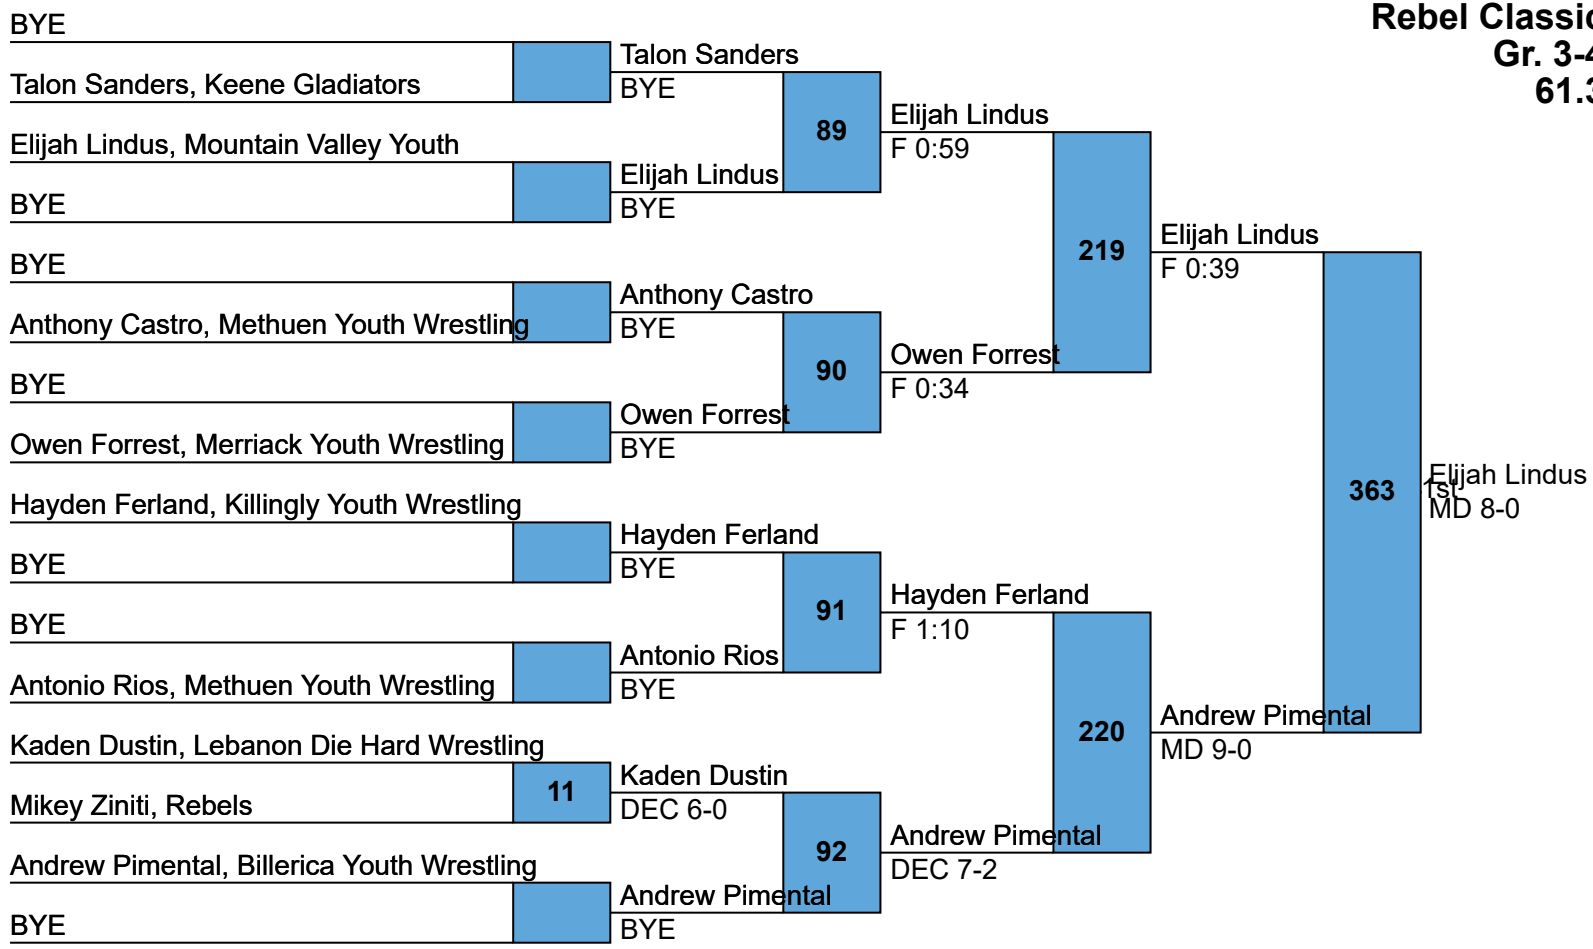 Rebel Classic
Gr. 3-4
61.3
BYE
Talon Sanders, Keene Gladiators
Elijah Lindus, Mountain Valley Youth
BYE
BYE
Anthony Castro, Methuen Youth Wrestling
BYE
Owen Forrest, Merriack Youth Wrestling
Hayden Ferland, Killingly Youth Wrestling
BYE
BYE
Antonio Rios, Methuen Youth Wrestling
Kaden Dustin, Lebanon Die Hard Wrestling
Mikey Ziniti, Rebels
Andrew Pimental, Billerica Youth Wrestling
BYE
11
Talon Sanders
BYE
Elijah Lindus
BYE
Anthony Castro
BYE
Owen Forrest
BYE
Hayden Ferland
BYE
Antonio Rios
BYE
Kaden Dustin
DEC 6-0
Andrew Pimental
BYE
89
90
91
92
Elijah Lindus
F 0:59
Owen Forrest
F 0:34
Hayden Ferland
F 1:10
Andrew Pimental
DEC 7-2
219
220
Elijah Lindus
F 0:39
Andrew Pimental
MD 9-0
363
Elijah Lindus
1st
MD 8-0